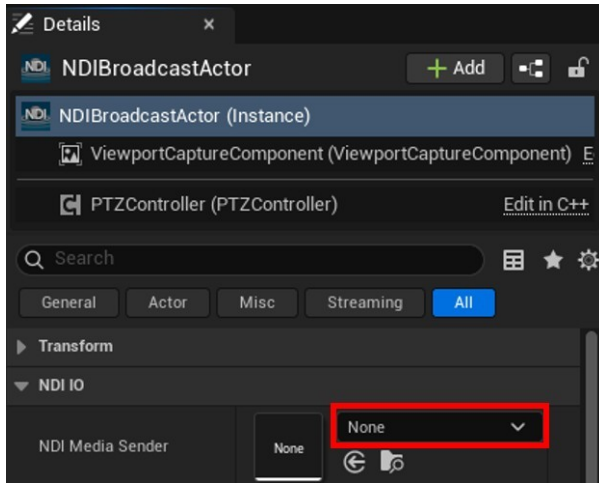 Details ×
NDI NDIBroadcastActor + Add
NDI NDIBroadcastActor (Instance)
ViewportCaptureComponent (ViewportCaptureComponent) E
PTZController (PTZController) Edit in C++
Search
General Actor Misc Streaming All
Transform
NDI IO
None
NDI Media Sender None